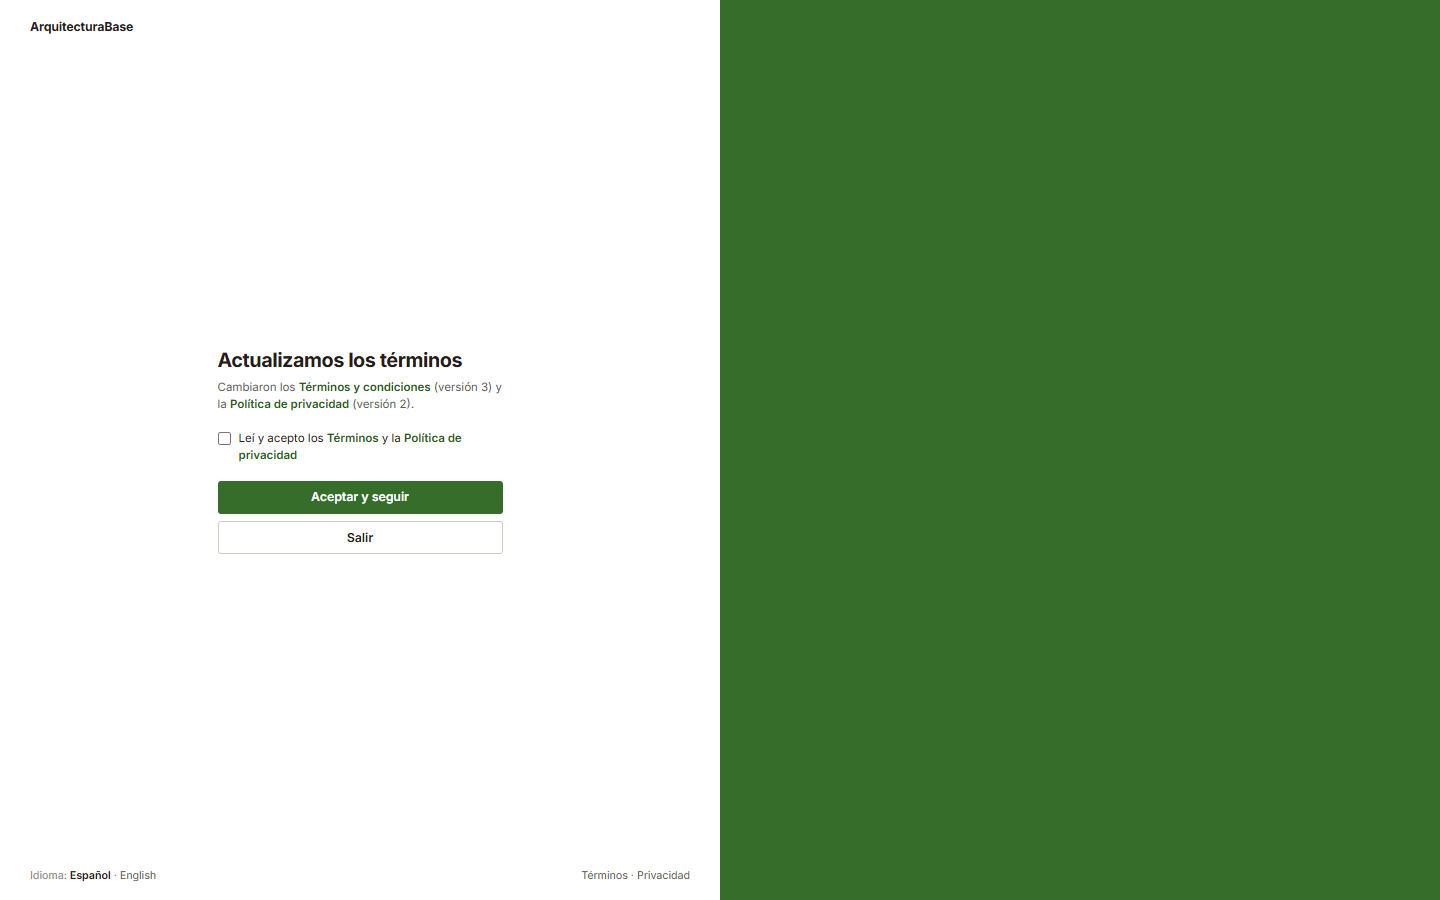 ArquitecturaBase
Actualizamos los términos
Cambiaron los Términos y condiciones (versión 3) y
la Política de privacidad (versión 2).
Leí y acepto los Términos y la Política de
privacidad
Aceptar y seguir
Salir
Idioma: Español · English
Términos · Privacidad